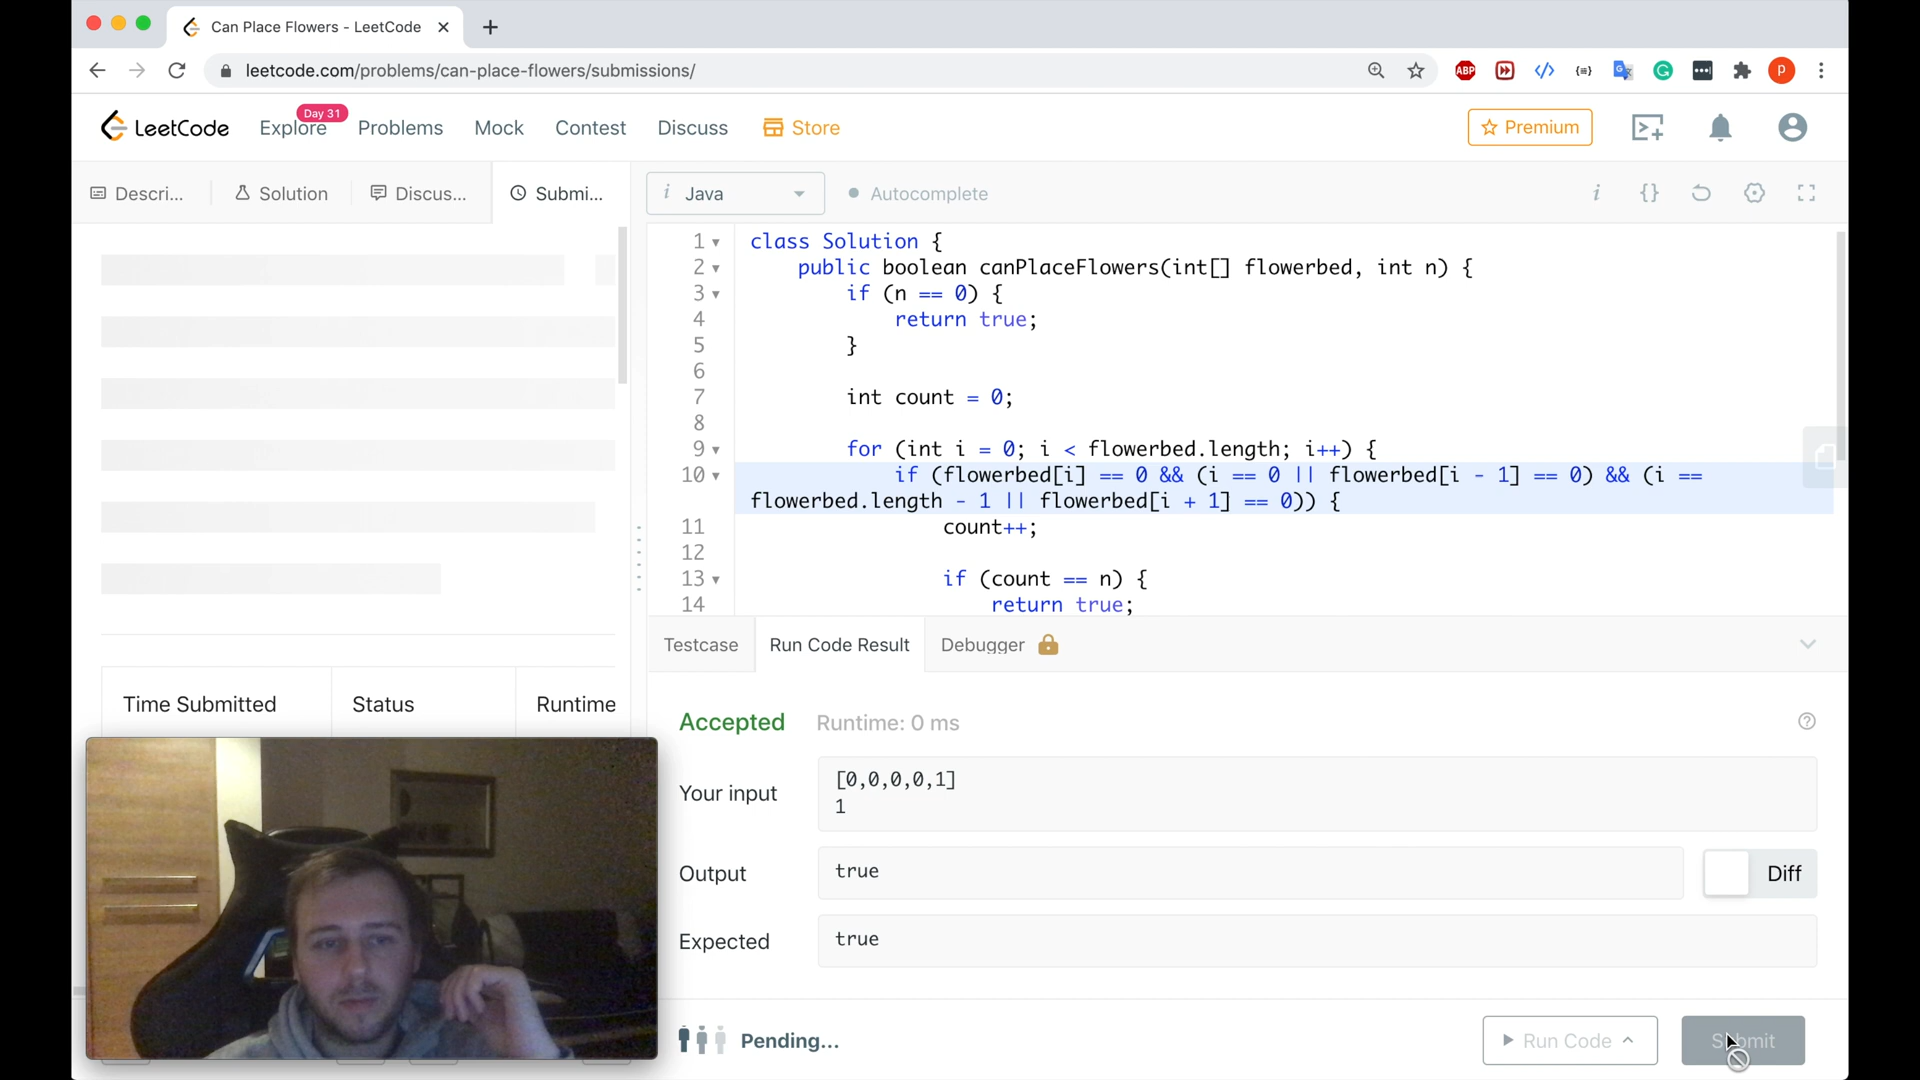 Can Place Flowers - LeetCode
leetcode.com/problems/can-place-flowers/submissions/
ABP
P
LeetCode
Explore
Day 31
Problems
Mock
Contest
Discuss
Store
Premium
Descri...
Solution
Discus...
Submi...
i Java
Autocomplete
i {}
1 class Solution {
2 public boolean canPlaceFlowers(int[] flowerbed, int n) {
3 if (n == 0) {
4 return true;
5 }
6
7 int count = 0;
8
9 for (int i = 0; i < flowerbed.length; i++) {
10 if (flowerbed[i] == 0 && (i == 0 || flowerbed[i - 1] == 0) && (i ==
flowerbed.length - 1 || flowerbed[i + 1] == 0)) {
11 count++;
12
13 if (count == n) {
14 return true;
Testcase
Run Code Result
Debugger
Time Submitted
Status
Runtime
Accepted
Runtime: 0 ms
Your input
[0,0,0,0,1]
1
Output
true
Diff
Expected
true
Pending...
Run Code
Submit